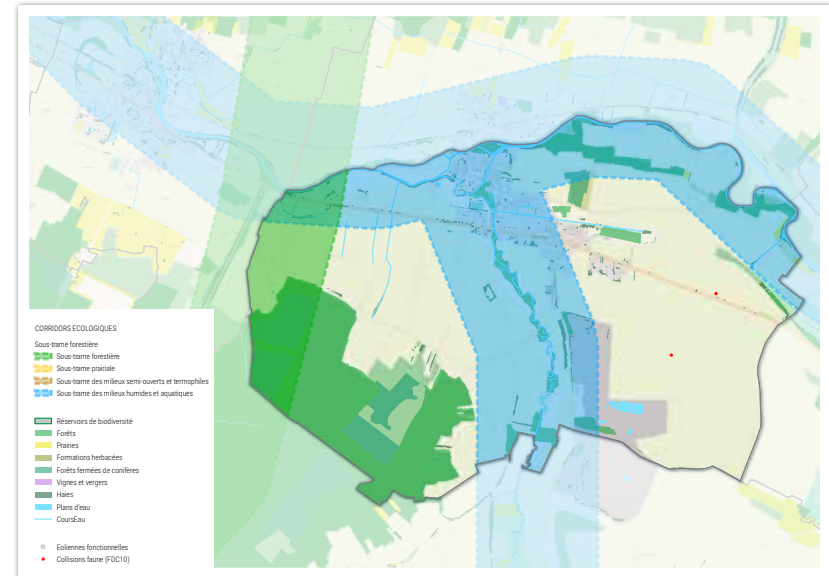 CORRIDORS ECOLOGIQUES
Sous-trame forestière
Sous-trame forestière
Sous-trame prairiale
Sous-trame des milieux semi-ouverts et termophiles
Sous-trame des milieux humides et aquatiques
Réservoirs de biodiversité
Forêts
Prairies
Formations herbacées
Forêts fermées de conifères
Vignes et vergers
Haies
Plans d'eau
CoursEau
Eoliennes fonctionnelles
Collisions faune (FDC10)